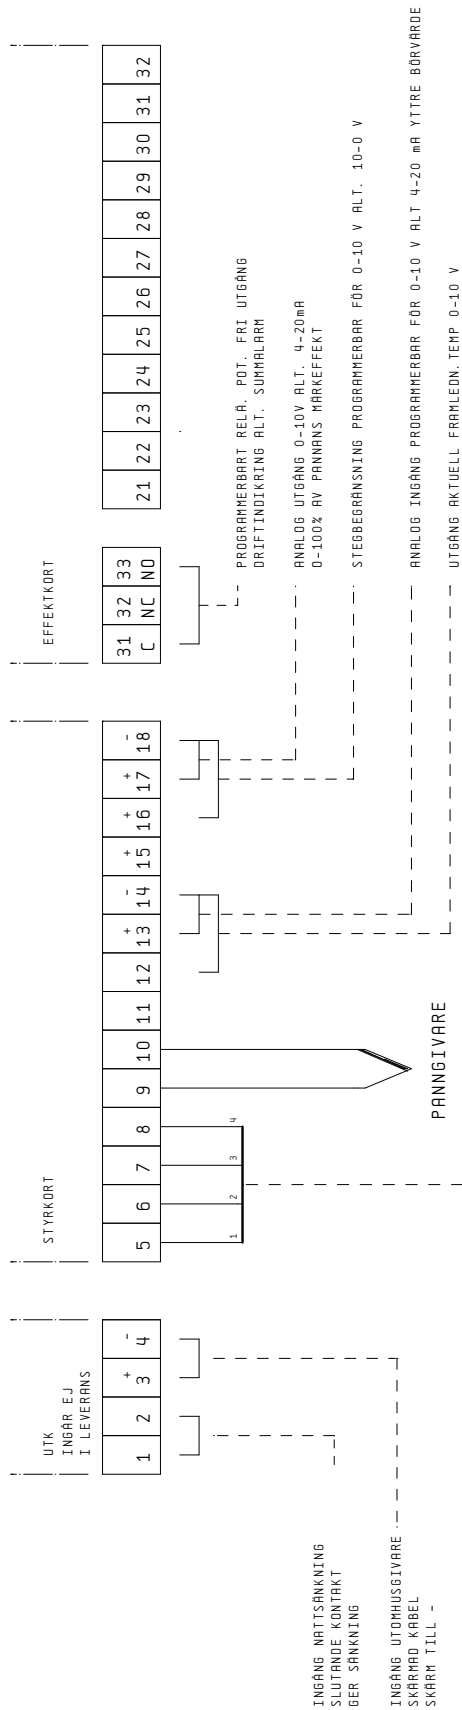 UTK
INGÅR EJ
I LEVERANS
1 2 3 4
+ -
INGÅNG NATTSÄNKNING
SLUTANDE KONTAKT
GER SÄNKNING
INGÅNG UTOMHUSGIVARE
SKÄRMAD KABEL
SKÄRM TILL -
STYRKORT
5 6 7 8 9 10 11 12 13 14 15 16 17 18
+ - + + + -
1 2 3 4
PANNGIVARE
EFFEKTKORT
31 32 33
C NC NO
21 22 23 24 25 26 27 28 29 30 31 32
PROGRAMMERBART RELÄ. POT. FRI UTGÅNG
DRIFTINDIKRING ALT. SUMMALARM
ANALOG UTGÅNG 0-10V ALT. 4-20mA
0-100% AV PANNANS MÄRKEFFEKT
STEGBEGRÄNSNING PROGRAMMERBAR FÖR 0-10 V ALT. 10-0 V
ANALOG INGÅNG PROGRAMMERBAR FÖR 0-10 V ALT 4-20 mA YTTRE BÖRVÄRDE
UTGÅNG AKTUELL FRAMLEDN.TEMP 0-10 V